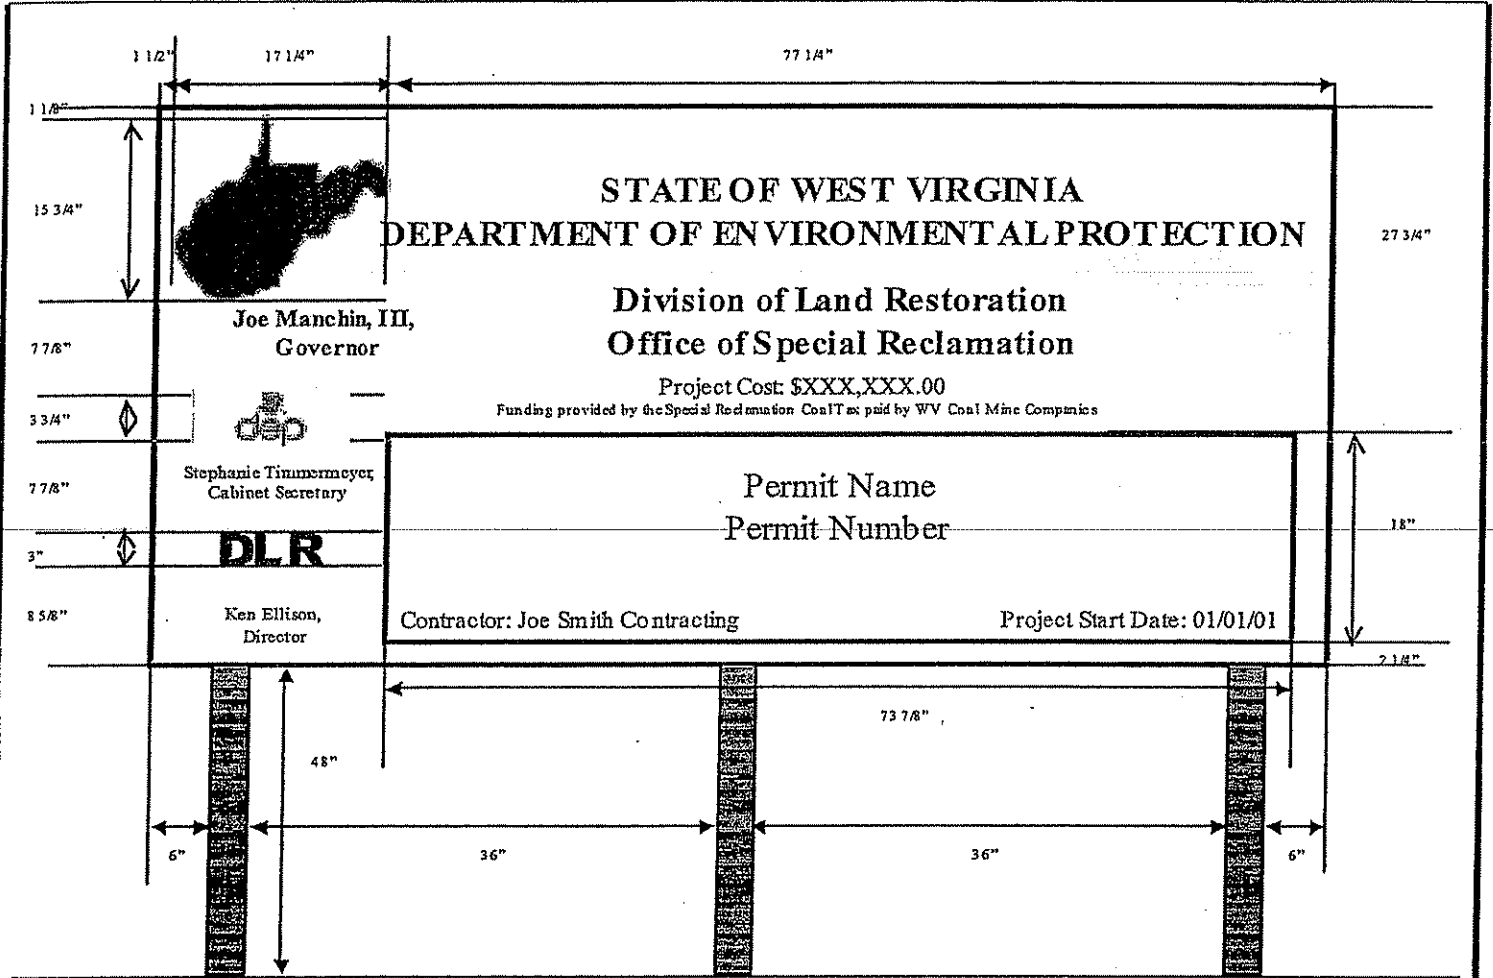 1 1/2" 17 1/4" 77 1/4"
1 1/8"
15 3/4"
STATE OF WEST VIRGINIA
DEPARTMENT OF ENVIRONMENTAL PROTECTION
27 3/4"
Division of Land Restoration
Office of Special Reclamation
Joe Manchin, III,
Governor
7 7/8"
Project Cost: $XXX,XXX.00
Funding provided by the Special Reclamation Coal Tax paid by WV Coal Mine Companies
3 3/4"
dep
Stephanie Timmermeyer,
Cabinet Secretary
7 7/8"
Permit Name
Permit Number
18"
DLR
3"
8 5/8"
Ken Ellison,
Director
Contractor: Joe Smith Contracting Project Start Date: 01/01/01
2 1/4"
73 7/8"
48"
6" 36" 36" 6"